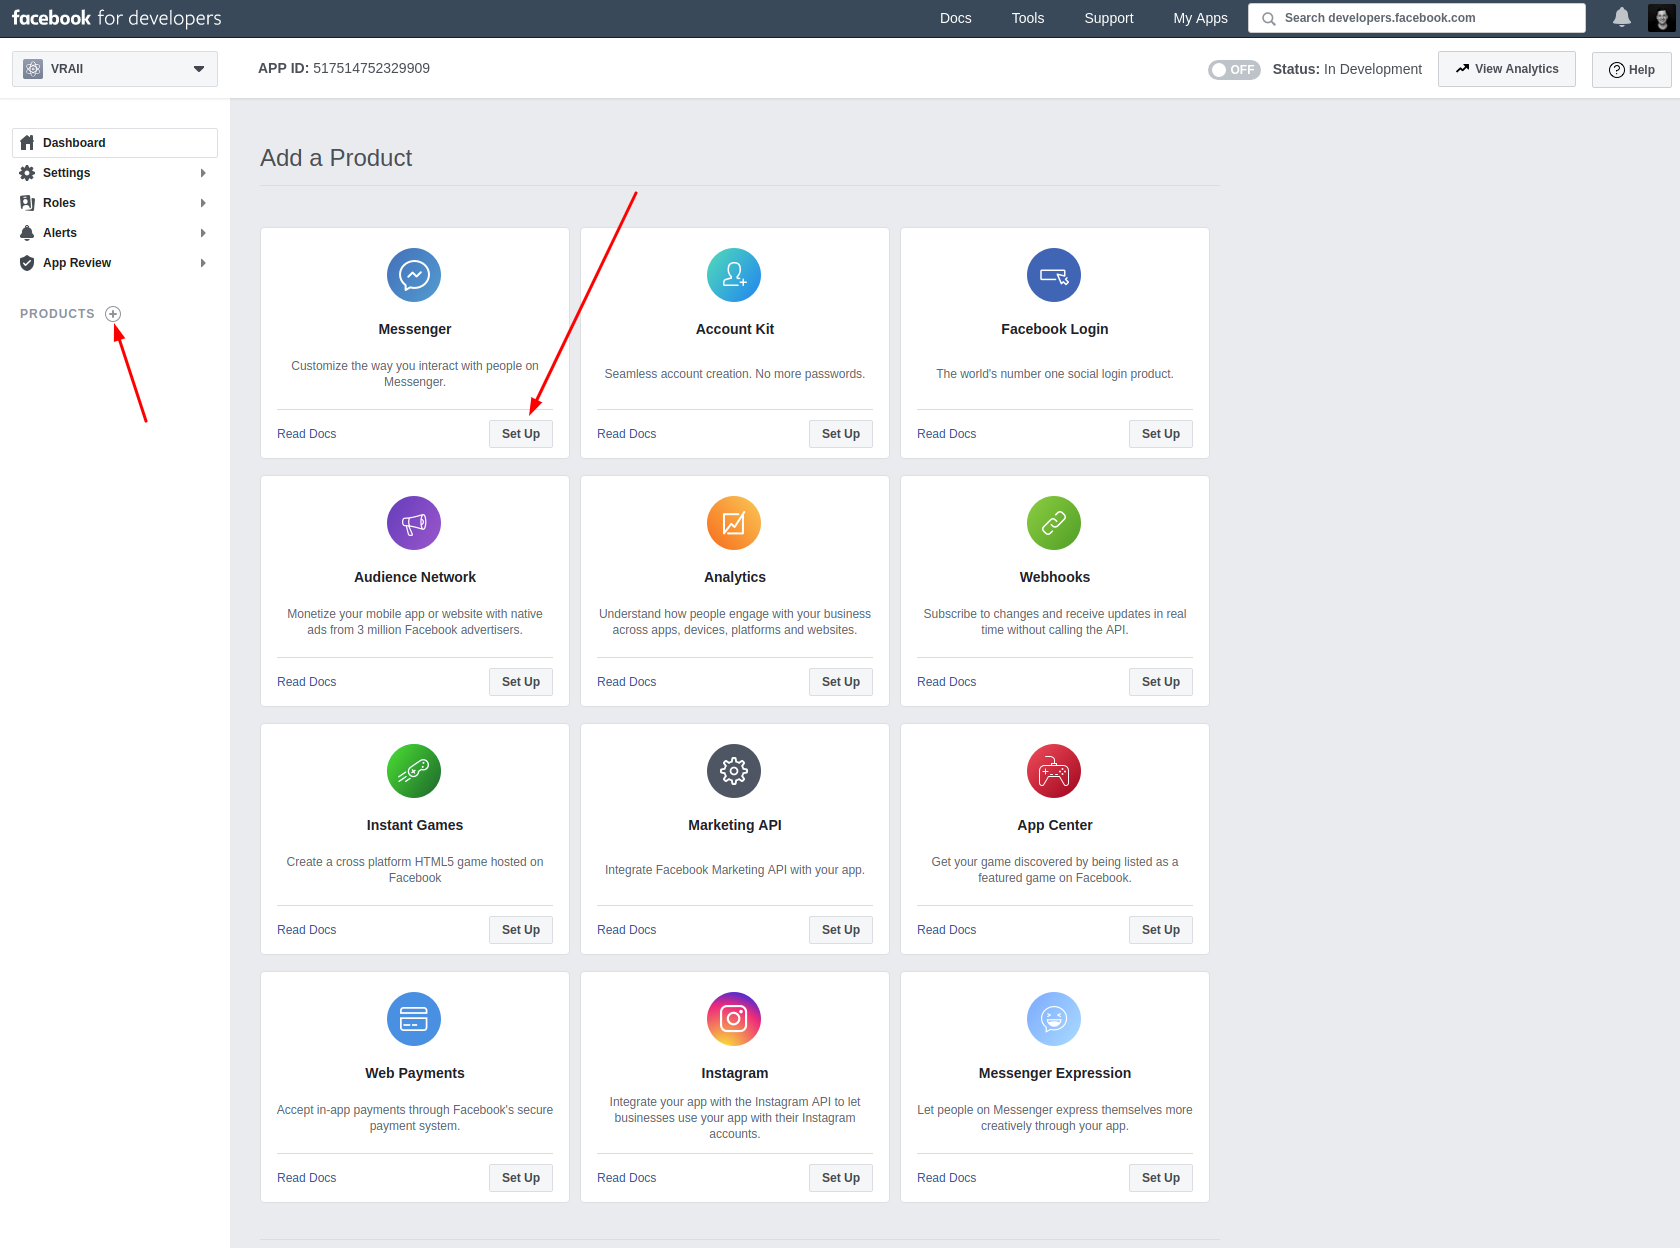 facebook for developers
Docs
Tools
Support
My Apps
Search developers.facebook.com
VRAII
APP ID: 517514752329909
OFF
Status: In Development
View Analytics
Help
Dashboard
Settings
Roles
Alerts
App Review
PRODUCTS
Add a Product
Messenger
Customize the way you interact with people on
Messenger.
Read Docs
Set Up
Account Kit
Seamless account creation. No more passwords.
Read Docs
Set Up
Facebook Login
The world's number one social login product.
Read Docs
Set Up
Audience Network
Monetize your mobile app or website with native
ads from 3 million Facebook advertisers.
Read Docs
Set Up
Analytics
Understand how people engage with your business
across apps, devices, platforms and websites.
Read Docs
Set Up
Webhooks
Subscribe to changes and receive updates in real
time without calling the API.
Read Docs
Set Up
Instant Games
Create a cross platform HTML5 game hosted on
Facebook
Read Docs
Set Up
Marketing API
Integrate Facebook Marketing API with your app.
Read Docs
Set Up
App Center
Get your game discovered by being listed as a
featured game on Facebook.
Read Docs
Set Up
Web Payments
Accept in-app payments through Facebook's secure
payment system.
Read Docs
Set Up
Instagram
Integrate your app with the Instagram API to let
businesses use your app with their Instagram
accounts.
Read Docs
Set Up
Messenger Expression
Let people on Messenger express themselves more
creatively through your app.
Read Docs
Set Up